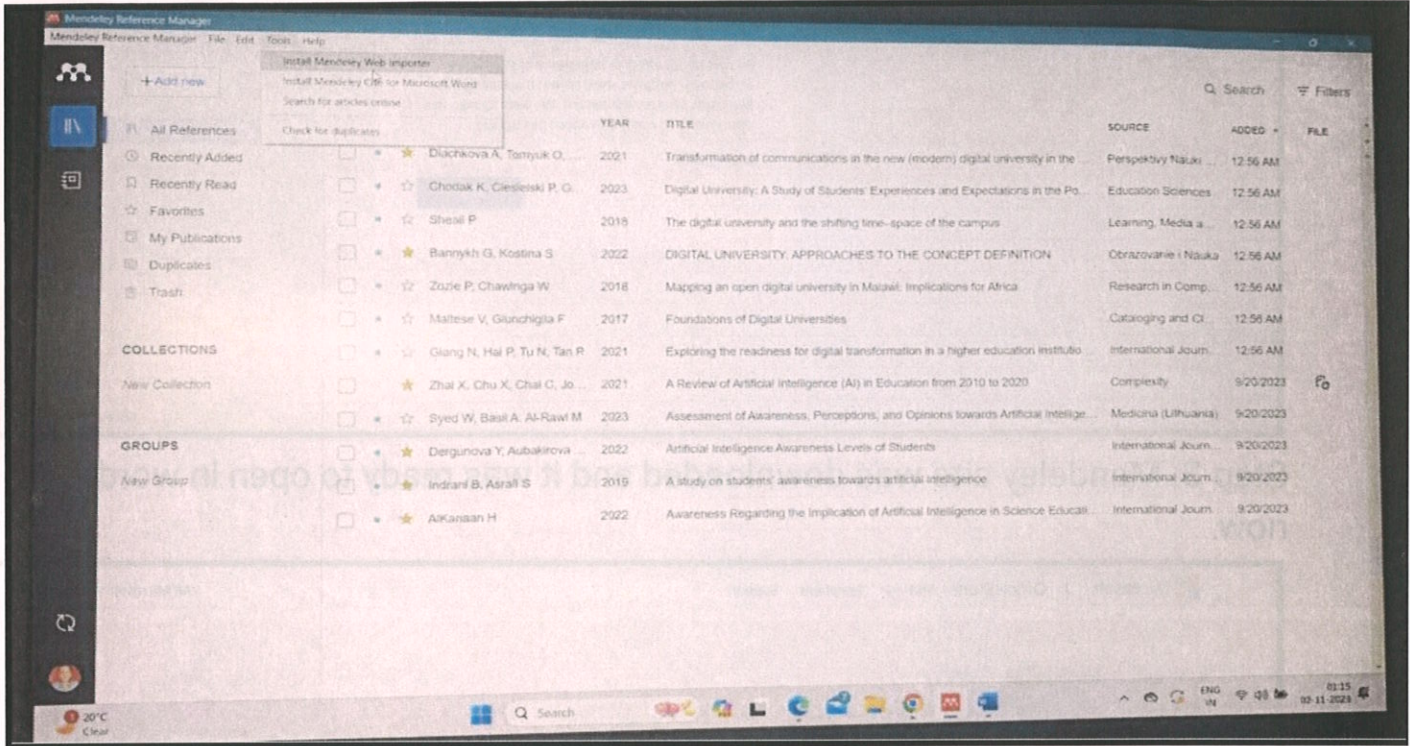 Mendeley Reference Manager
Mendeley Reference Manager File Edit Tools Help
Install Mendeley Web Importer
Install Mendeley Cite for Microsoft Word
Search for articles online
Check for duplicates
+ Add new
Search Filters
All References
Recently Added
Recently Read
Favorites
My Publications
Duplicates
Trash
COLLECTIONS
New Collection
GROUPS
New Group
YEAR TITLE SOURCE ADDED FILE
Diachkova A, Tomyuk O, ... 2021 Transformation of communications in the new (modern) digital university in the ... Perspektivy Nauki ... 12:56 AM
Chodak K, Ciesielski P, G... 2023 Digital University: A Study of Students' Experiences and Expectations in the Po... Education Sciences 12:56 AM
Sheail P 2018 The digital university and the shifting time–space of the campus Learning, Media a... 12:56 AM
Bannykh G, Kostina S 2022 DIGITAL UNIVERSITY: APPROACHES TO THE CONCEPT DEFINITION Obrazovanie i Nauka 12:56 AM
Zozie P, Chawinga W 2018 Mapping an open digital university in Malawi: Implications for Africa Research in Comp... 12:56 AM
Maltese V, Giunchiglia F 2017 Foundations of Digital Universities Cataloging and Cl... 12:56 AM
Giang N, Hai P, Tu N, Tan P 2021 Exploring the readiness for digital transformation in a higher education institutio... International Journ... 12:56 AM
Zhai X, Chu X, Chai C, Jo... 2021 A Review of Artificial Intelligence (AI) in Education from 2010 to 2020 Complexity 9/20/2023
Syed W, Basil A. Al-Rawi M 2023 Assessment of Awareness, Perceptions, and Opinions towards Artificial Intellige... Medicina (Lithuania) 9/20/2023
Dergunova Y, Aubakirova ... 2022 Artificial Intelligence Awareness Levels of Students International Journ... 9/20/2023
Indrani B, Asrafi S 2019 A study on students' awareness towards artificial intelligence International Journ... 9/20/2023
AlKanaan H 2022 Awareness Regarding the Implication of Artificial Intelligence in Science Educati... International Journ... 9/20/2023
20°C
Clear
Search
ENG
IN
01:15
02-11-2023